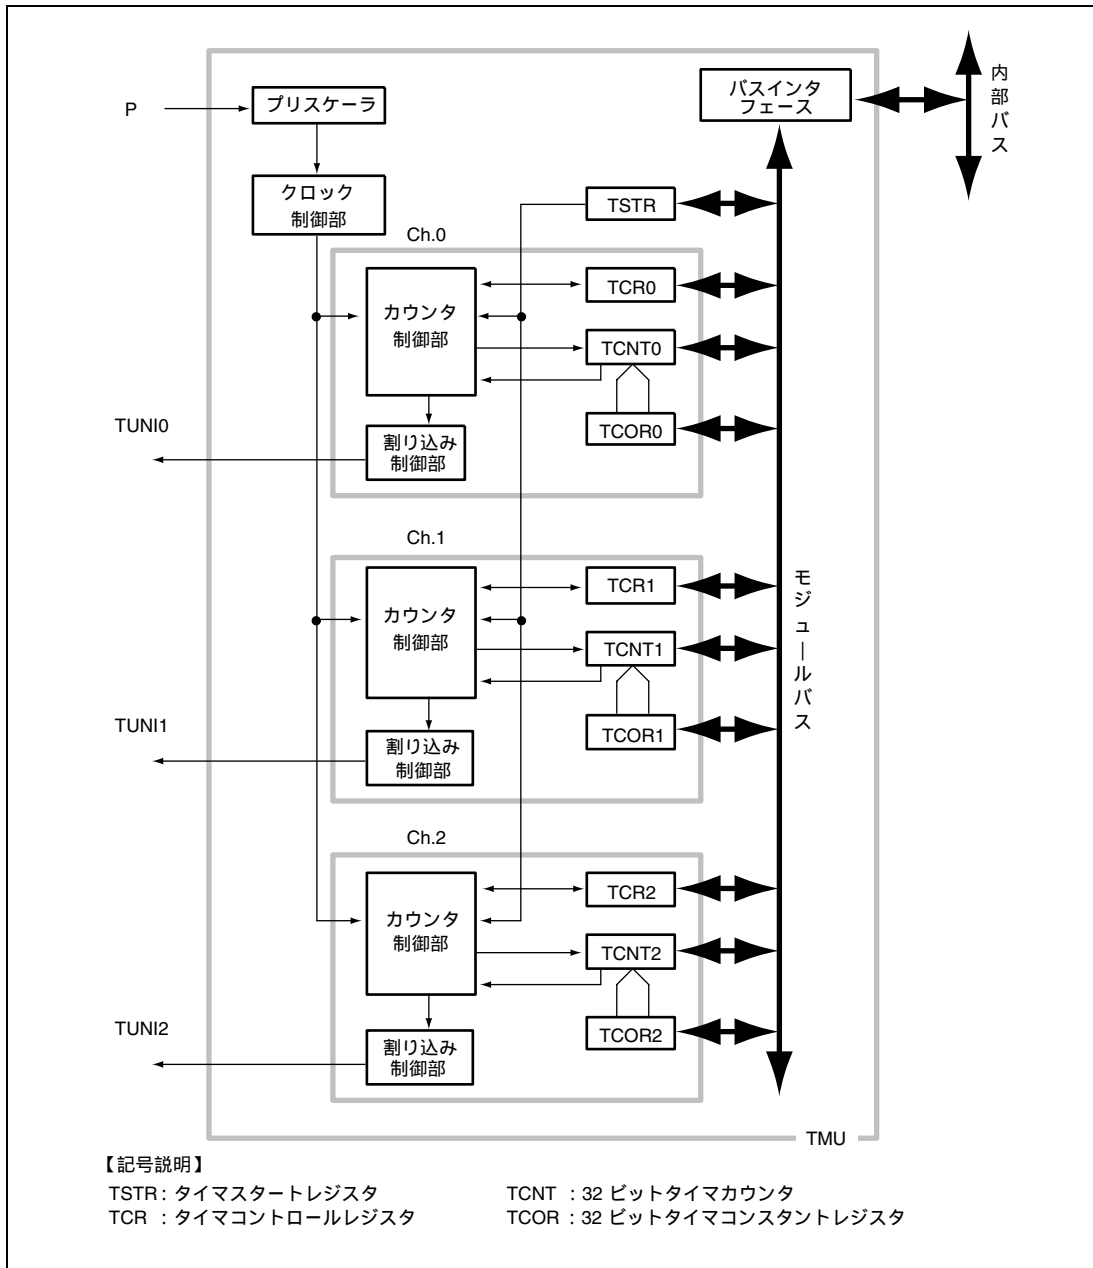 P
プリスケーラ
バスインタ
フェース
内部バス
クロック
制御部
TSTR
Ch.0
カウンタ
制御部
TCR0
TCNT0
TCOR0
TUNI0
割り込み
制御部
Ch.1
カウンタ
制御部
TCR1
TCNT1
TCOR1
モジュールバス
TUNI1
割り込み
制御部
Ch.2
カウンタ
制御部
TCR2
TCNT2
TCOR2
TUNI2
割り込み
制御部
TMU
【記号説明】
TSTR : タイマスタートレジスタ
TCNT : 32 ビットタイマカウンタ
TCR : タイマコントロールレジスタ
TCOR : 32 ビットタイマコンスタントレジスタ